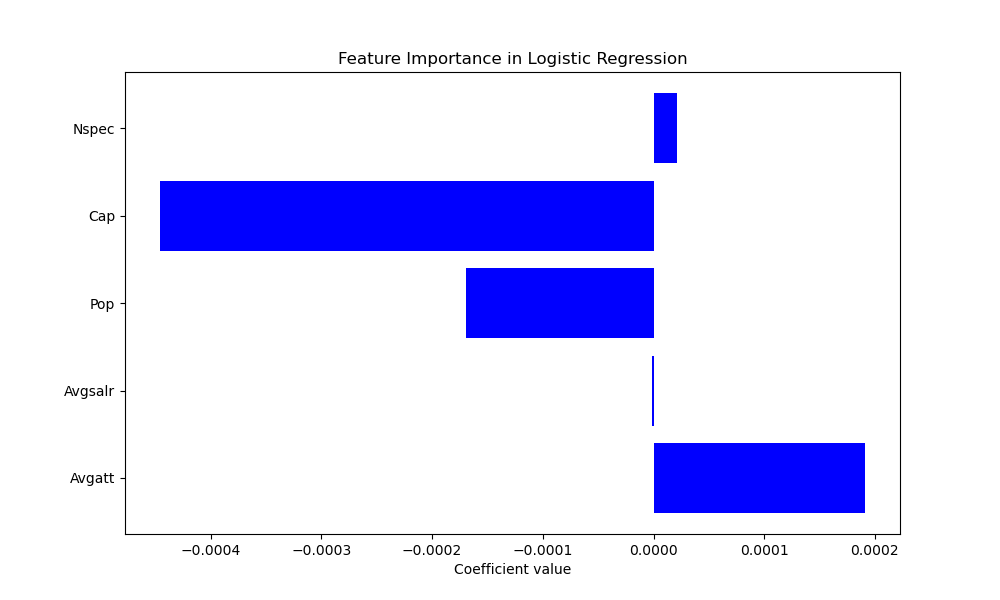 Feature Importance in Logistic Regression
Nspec
Cap
Pop
Avgsalr
Avgatt
−0.0004 −0.0003 −0.0002 −0.0001 0.0000 0.0001 0.0002
Coefficient value